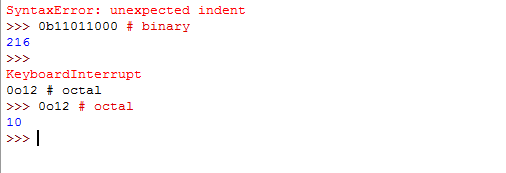 SyntaxError: unexpected indent
>>> 0b11011000 # binary
216
>>>
KeyboardInterrupt
0o12 # octal
>>> 0o12 # octal
10
>>>